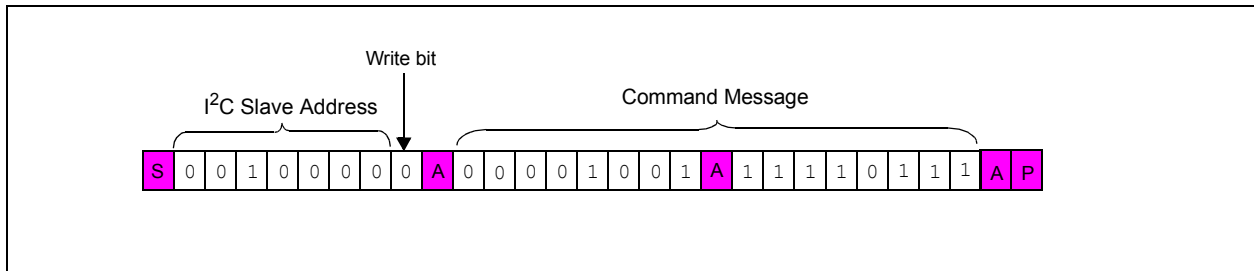 Write bit
I²C Slave Address
Command Message
S 0 0 1 0 0 0 0 0 A 0 0 0 0 1 0 0 1 A 1 1 1 1 0 1 1 1 A P